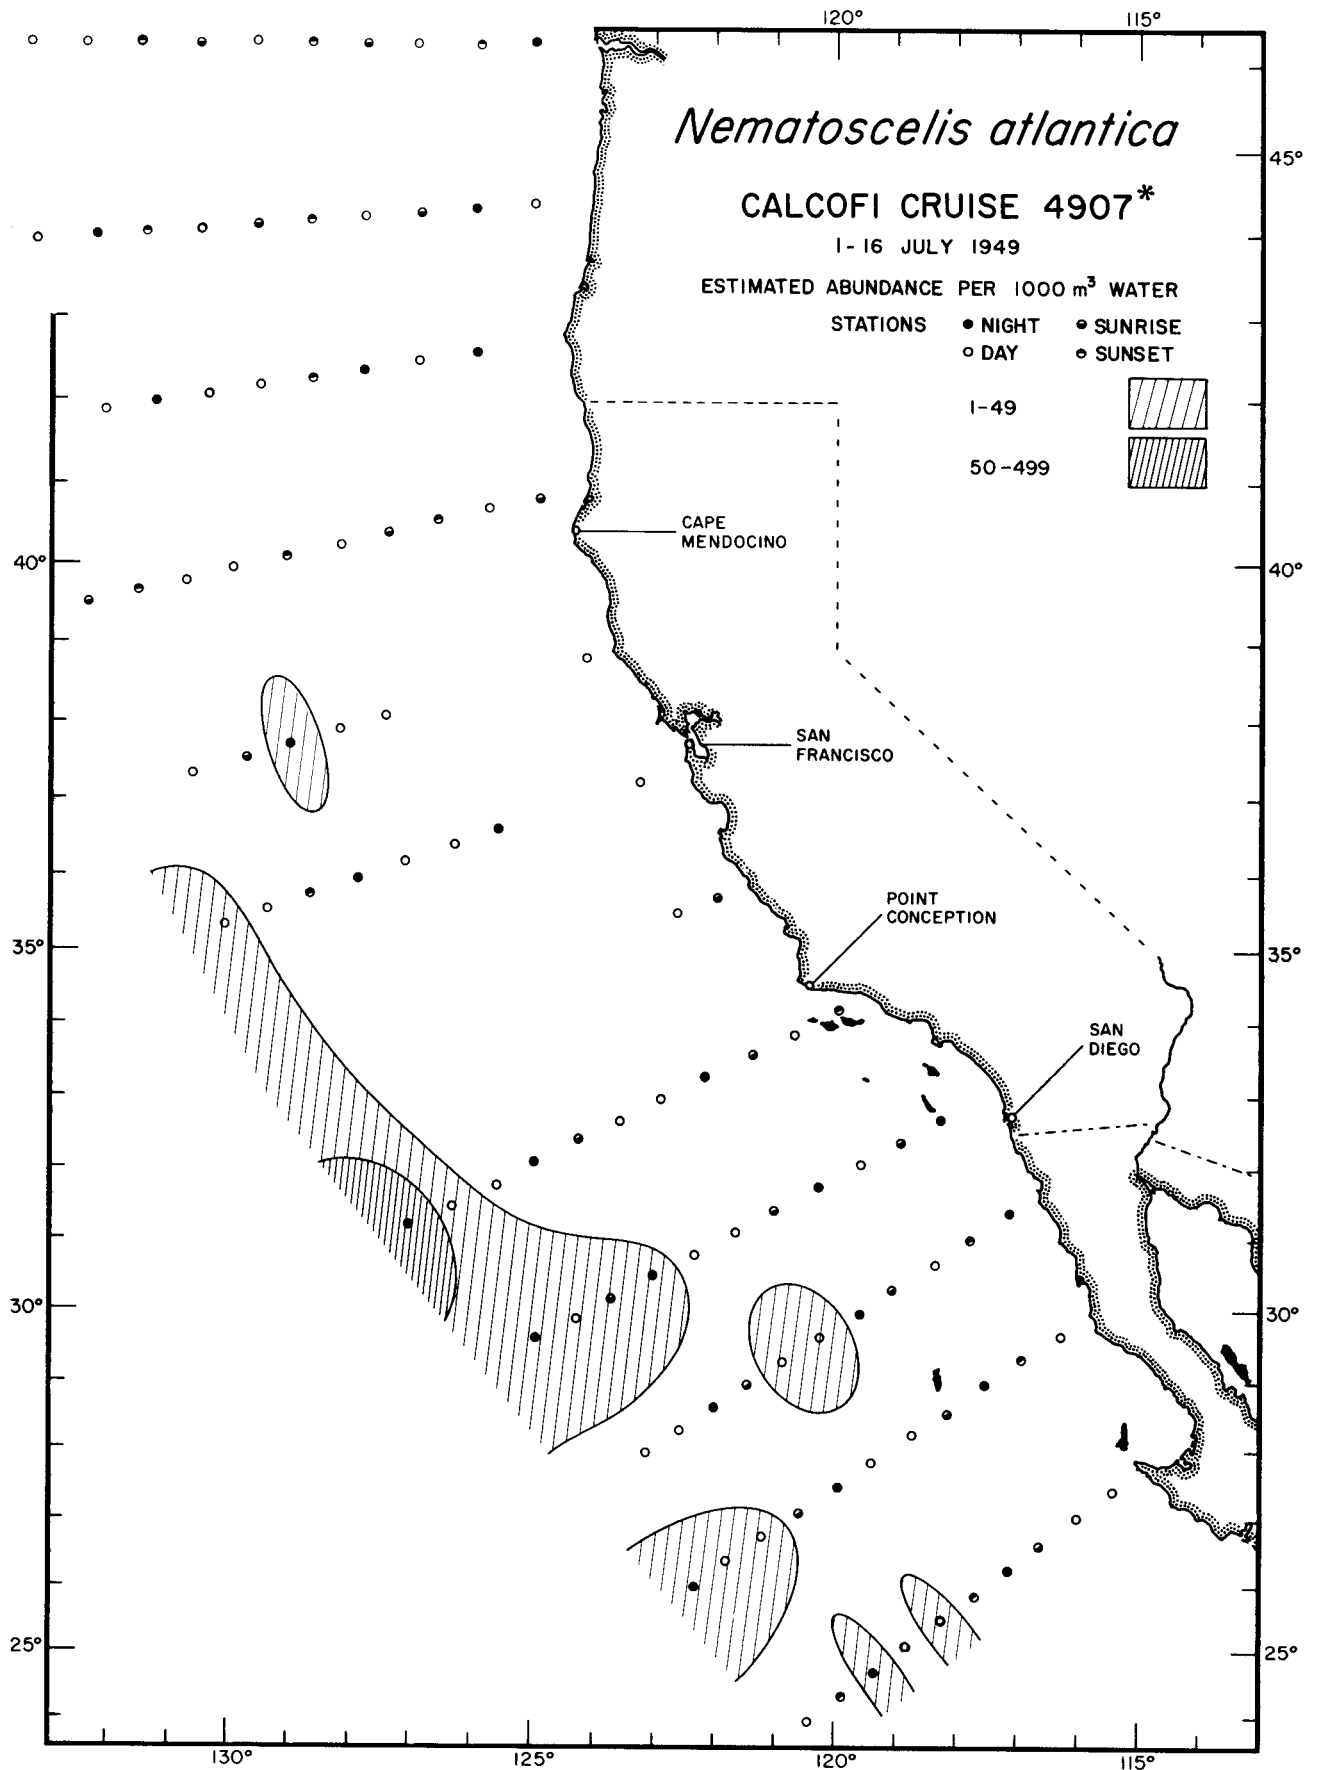 120° 115°
Nematoscelis atlantica
45°
CALCOFI CRUISE 4907*
1-16 JULY 1949
ESTIMATED ABUNDANCE PER 1000 m³ WATER
STATIONS NIGHT SUNRISE
DAY SUNSET
1-49
50-499
CAPE
MENDOCINO
40° 40°
SAN
FRANCISCO
POINT
CONCEPTION
35° 35°
SAN
DIEGO
30° 30°
25° 25°
130° 125° 120° 115°